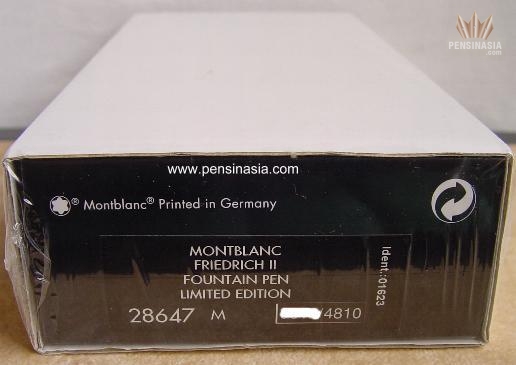 PENSINASIA
.com
www.pensinasia.com
® Montblanc® Printed in Germany
MONTBLANC
FRIEDRICH II
FOUNTAIN PEN
LIMITED EDITION
28647 M
/4810
Ident.:01623